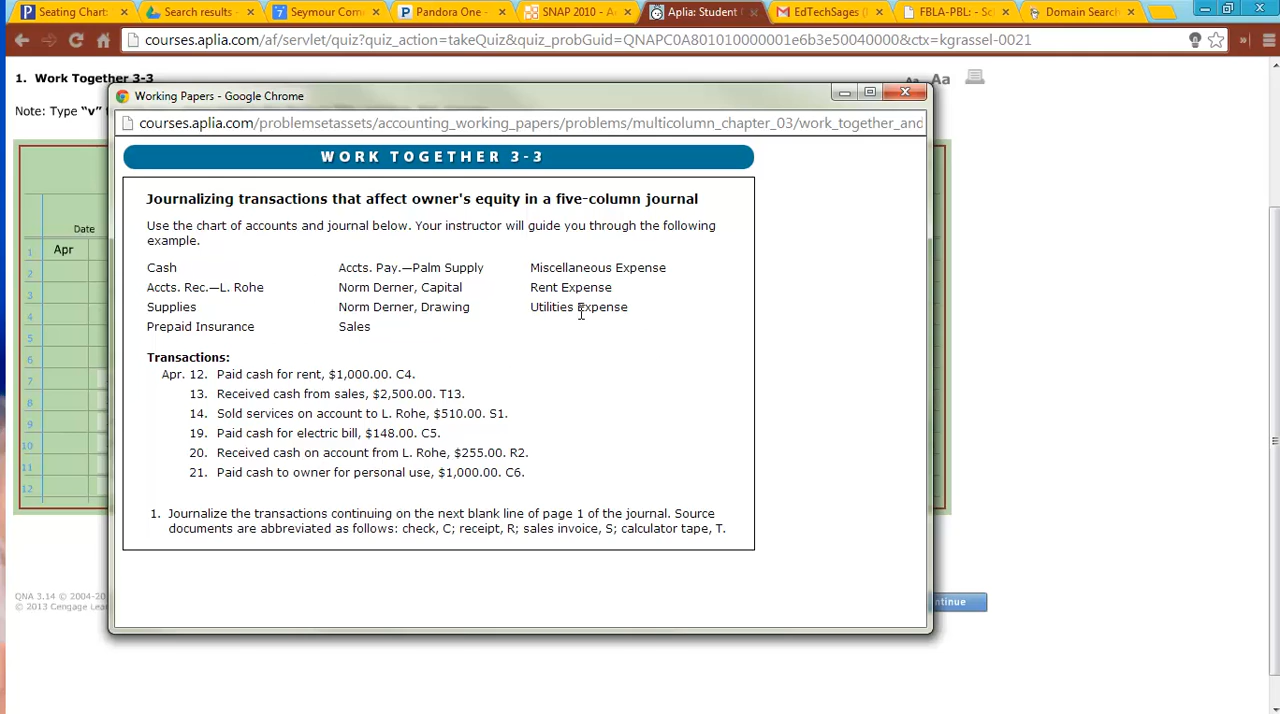 Seating Chart:
Search results -
Seymour Com
Pandora One -
SNAP 2010 - A
Aplia: Student
EdTechSages (
FBLA-PBL: - Sc
Domain Search
courses.aplia.com/af/servlet/quiz?quiz_action=takeQuiz&quiz_probGuid=QNAPC0A801010000001e6b3e50040000&ctx=kgrassel-0021
1. Work Together 3-3
Aa
Note: Type "v"
Working Papers - Google Chrome
courses.aplia.com/problemsetassets/accounting_working_papers/problems/multicolumn_chapter_03/work_together_and
WORK TOGETHER 3-3
Journalizing transactions that affect owner's equity in a five-column journal
Use the chart of accounts and journal below. Your instructor will guide you through the following
example.
Cash Accts. Pay.—Palm Supply Miscellaneous Expense
Accts. Rec.—L. Rohe Norm Derner, Capital Rent Expense
Supplies Norm Derner, Drawing Utilities Expense
Prepaid Insurance Sales
Transactions:
Apr. 12. Paid cash for rent, $1,000.00. C4.
13. Received cash from sales, $2,500.00. T13.
14. Sold services on account to L. Rohe, $510.00. S1.
19. Paid cash for electric bill, $148.00. C5.
20. Received cash on account from L. Rohe, $255.00. R2.
21. Paid cash to owner for personal use, $1,000.00. C6.
1. Journalize the transactions continuing on the next blank line of page 1 of the journal. Source
documents are abbreviated as follows: check, C; receipt, R; sales invoice, S; calculator tape, T.
Date
1 Apr
2
3
4
5
6
7
8
9
10
11
12
QNA 3.14 © 2004-20
© 2013 Cengage Lear
ntinue